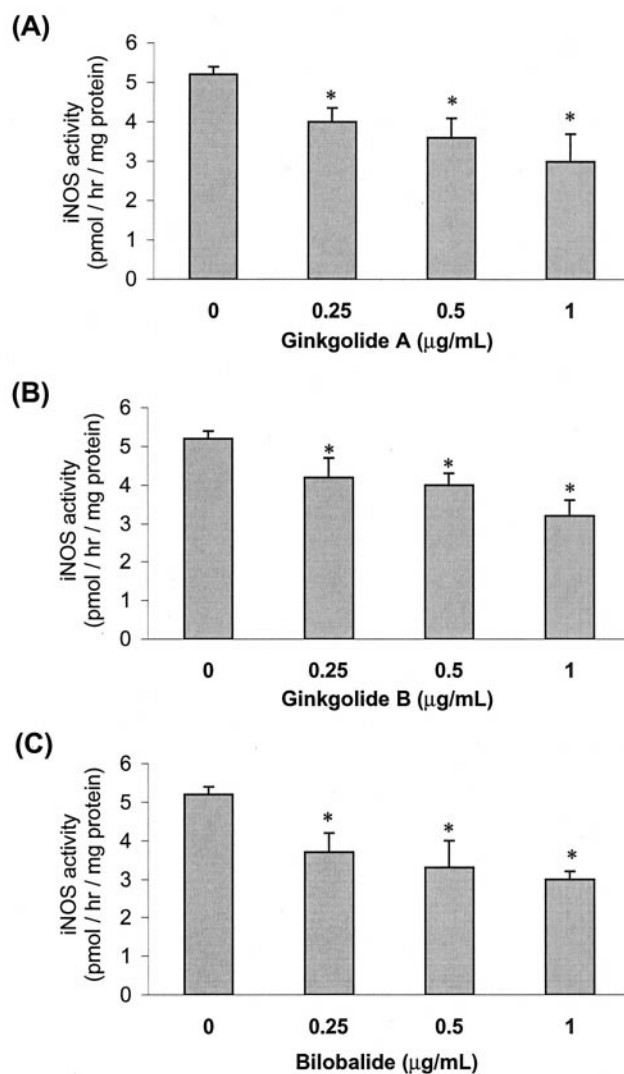 (A)
iNOS activity
(pmol / hr / mg protein)
6
5
4
3
2
1
0
*
*
*
0 0.25 0.5 1
Ginkgolide A (μg/mL)
(B)
iNOS activity
(pmol / hr / mg protein)
6
5
4
3
2
1
0
*
*
*
0 0.25 0.5 1
Ginkgolide B (μg/mL)
(C)
iNOS activity
(pmol / hr / mg protein)
6
5
4
3
2
1
0
*
*
*
0 0.25 0.5 1
Bilobalide (μg/mL)